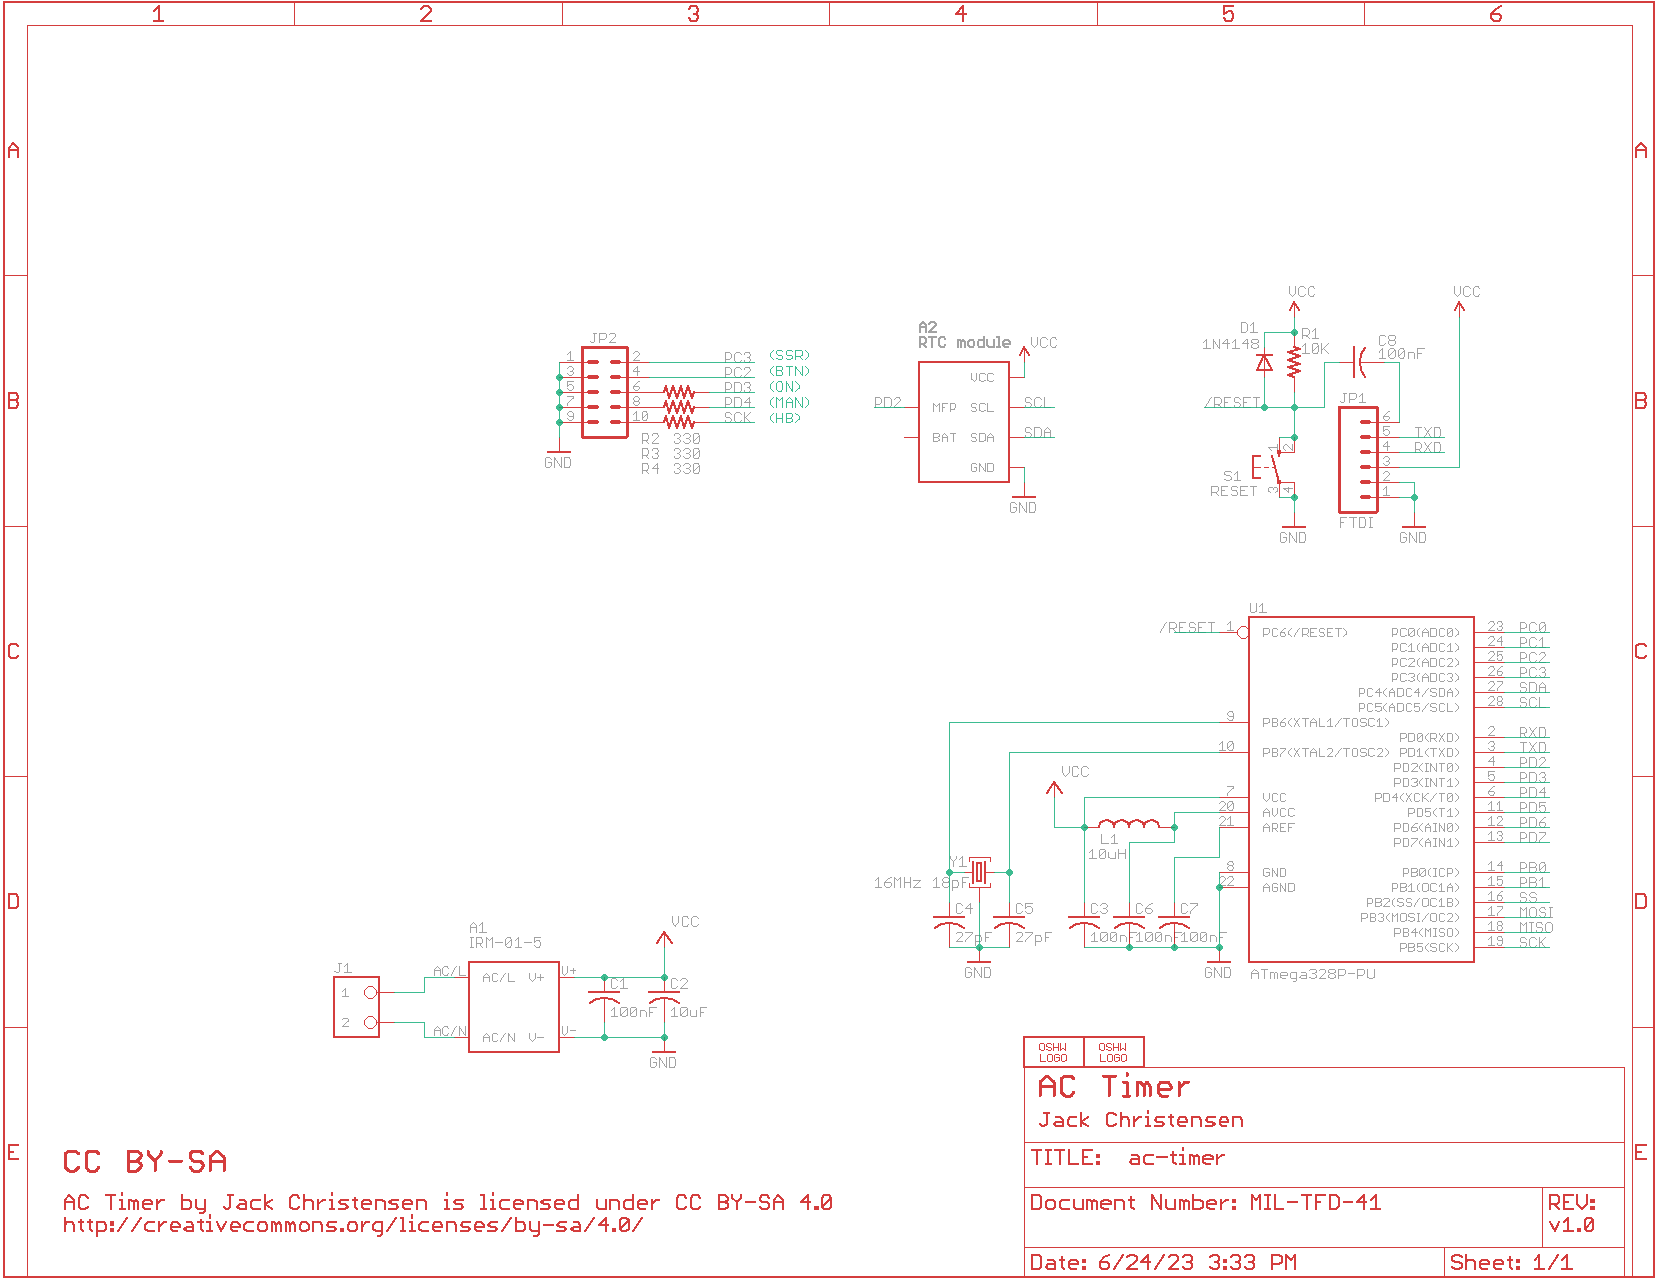 1 2 3 4 5 6
A A
B B
C C
D D
E E
JP2
1 2 PC3 (SSR)
3 4 PC2 (BTN)
5 6 PD3 (ON)
7 8 PD4 (MAN)
9 10 SCK (HB)
R2 330
R3 330
R4 330
GND
A2
RTC module
VCC
VCC
PD2 MFP SCL SCL
BAT SDA SDA
GND
GND
VCC
D1
1N4148
R1
10K
/RESET
S1
RESET
1 2
3 4
GND
VCC
C8
100nF
JP1
6
5 TXD
4 RXD
3
2
1
FTDI
GND
U1
/RESET 1 PC6(/RESET)
9 PB6(XTAL1/TOSC1)
10 PB7(XTAL2/TOSC2)
7 VCC
20 AVCC
21 AREF
8 GND
22 AGND
PC0(ADC0) 23 PC0
PC1(ADC1) 24 PC1
PC2(ADC2) 25 PC2
PC3(ADC3) 26 PC3
PC4(ADC4/SDA) 27 SDA
PC5(ADC5/SCL) 28 SCL
PD0(RXD) 2 RXD
PD1(TXD) 3 TXD
PD2(INT0) 4 PD2
PD3(INT1) 5 PD3
PD4(XCK/T0) 6 PD4
PD5(T1) 11 PD5
PD6(AIN0) 12 PD6
PD7(AIN1) 13 PD7
PB0(ICP) 14 PB0
PB1(OC1A) 15 PB1
PB2(SS/OC1B) 16 SS
PB3(MOSI/OC2) 17 MOSI
PB4(MISO) 18 MISO
PB5(SCK) 19 SCK
ATmega328P-PU
VCC
L1
10uH
Y1
16MHz 18pF
C4
27pF
C5
27pF
GND
C3
100nF
C6
100nF
C7
100nF
GND
J1
1
2
AC/L
AC/N
A1
IRM-01-5
AC/L V+
AC/N V-
V+
V-
VCC
C1
100nF
C2
10uF
GND
CC BY-SA
AC Timer by Jack Christensen is licensed under CC BY-SA 4.0
http://creativecommons.org/licenses/by-sa/4.0/
OSHW
LOGO
OSHW
LOGO
AC Timer
Jack Christensen
TITLE: ac-timer
Document Number: MIL-TFD-41
REV:
v1.0
Date: 6/24/23 3:33 PM
Sheet: 1/1